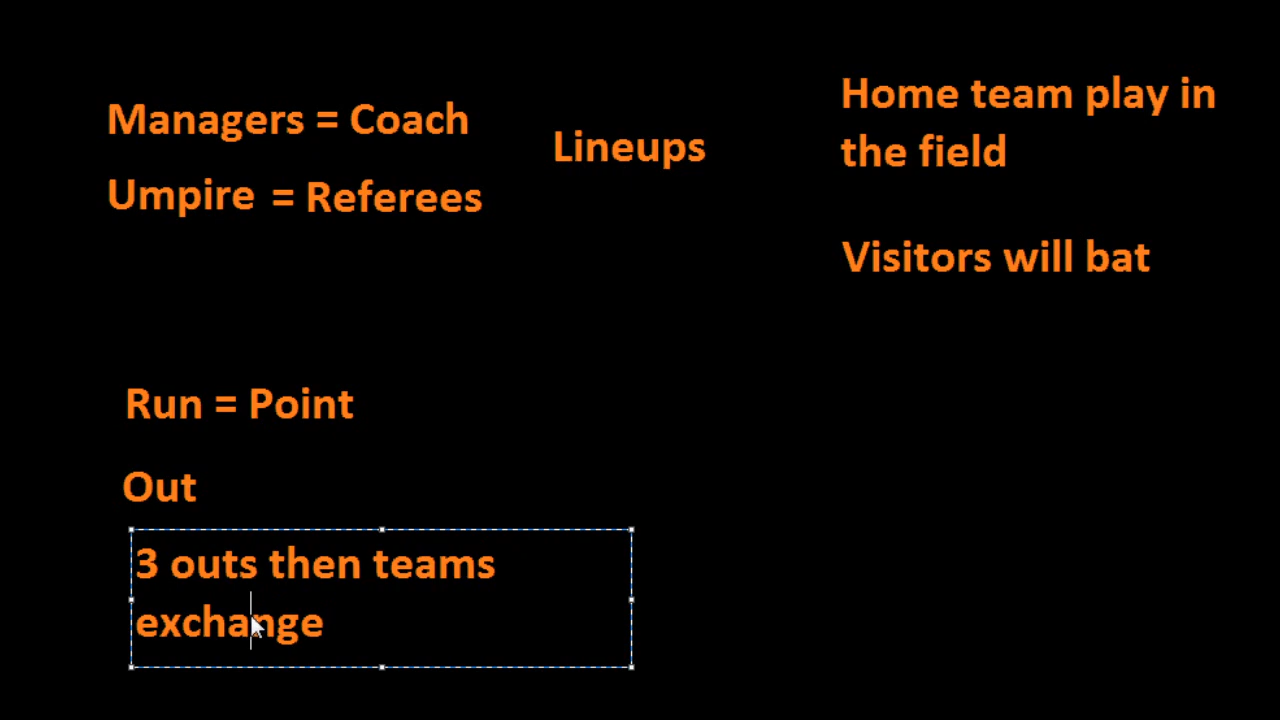 Managers = Coach
Umpire = Referees
Lineups
Home team play in
the field
Visitors will bat
Run = Point
Out
3 outs then teams
exchange